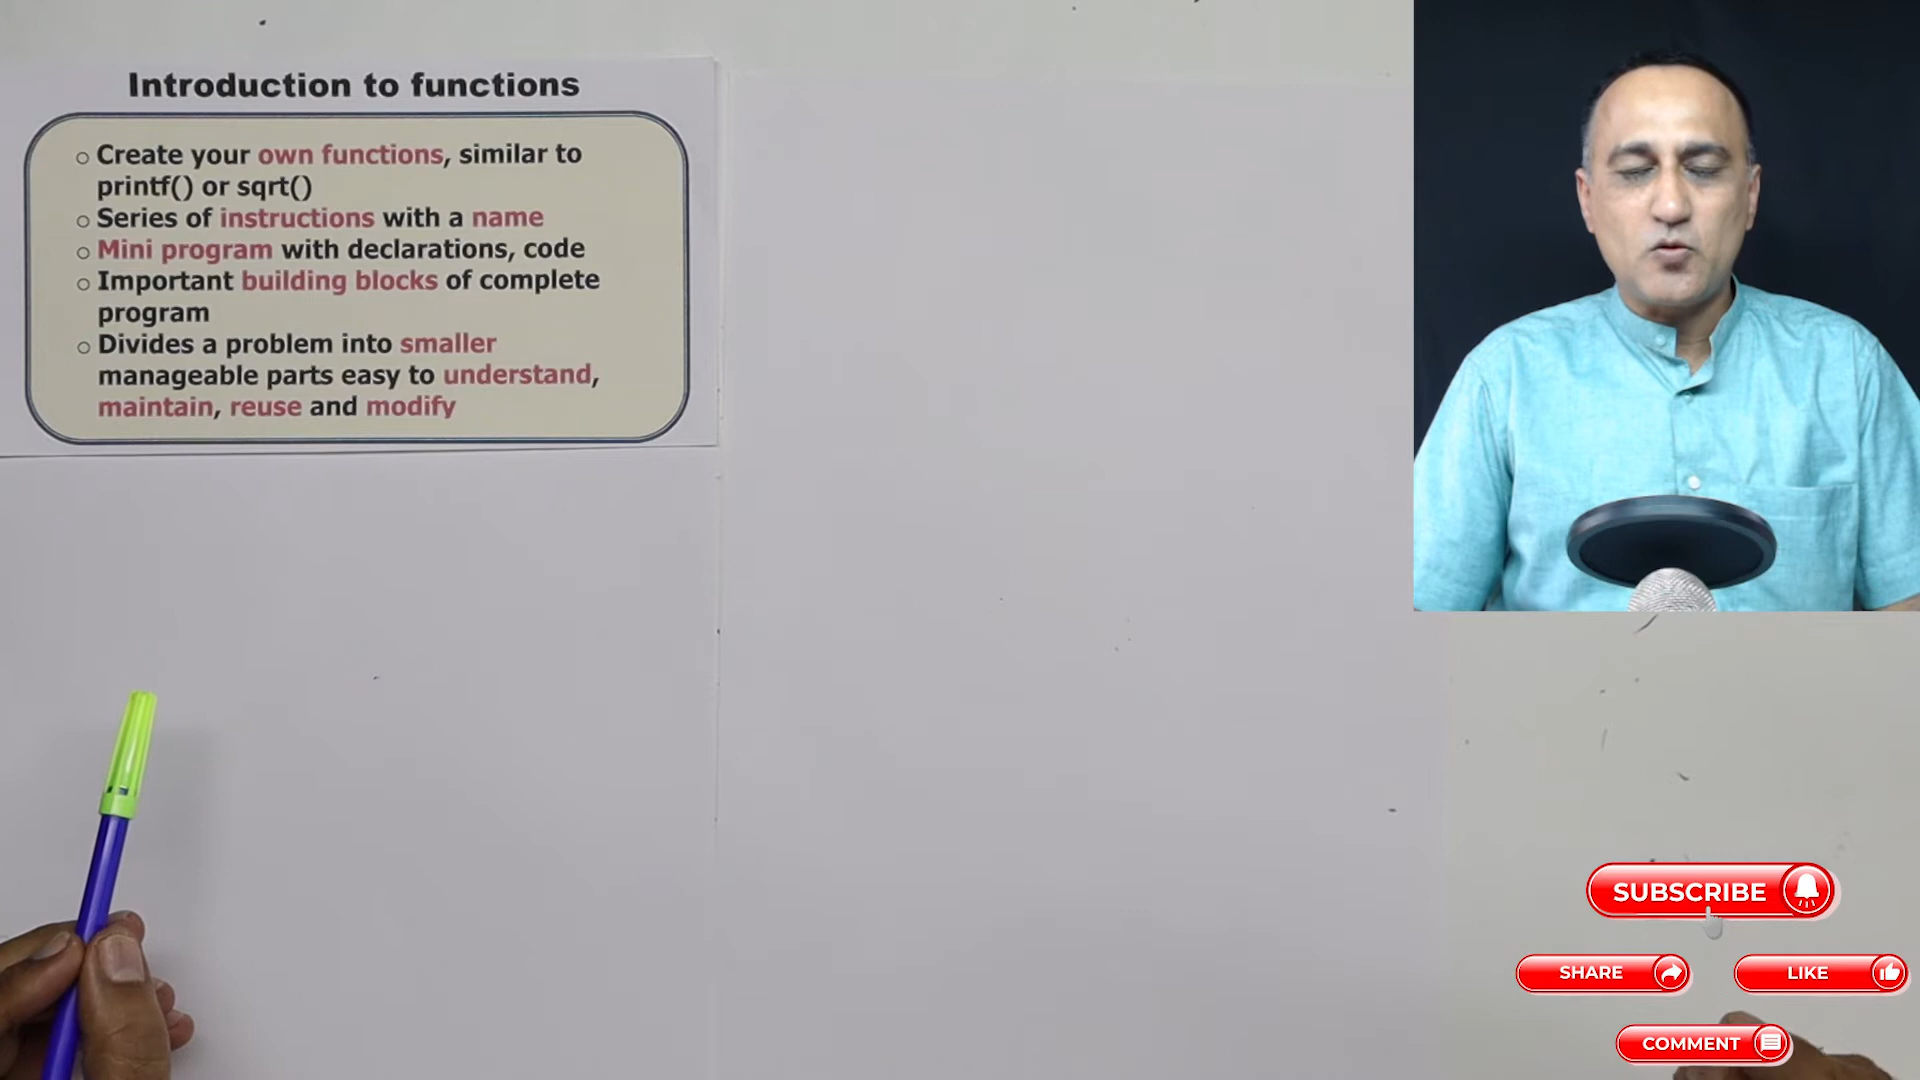 Introduction to functions
Create your own functions, similar to
printf() or sqrt()
Series of instructions with a name
Mini program with declarations, code
Important building blocks of complete
program
Divides a problem into smaller
manageable parts easy to understand,
maintain, reuse and modify
SUBSCRIBE
SHARE
LIKE
COMMENT